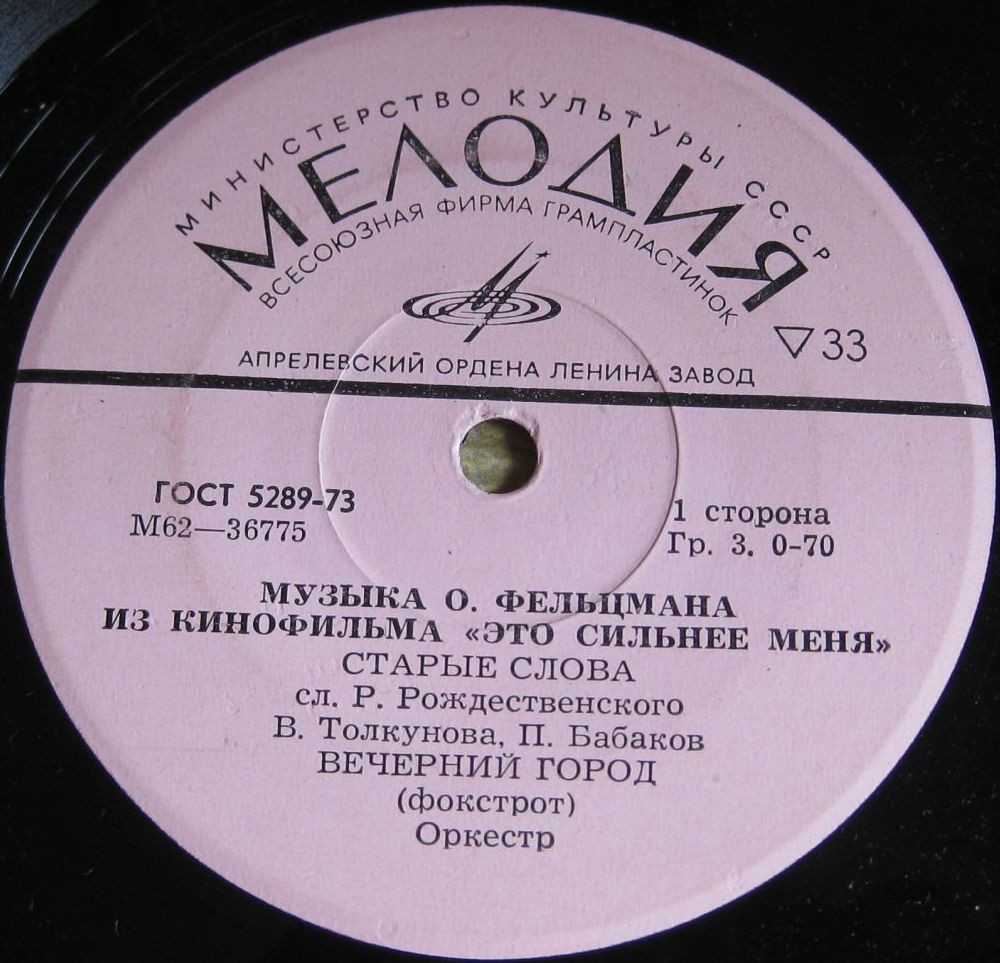 МИНИСТЕРСТВО КУЛЬТУРЫ СССР
МЕЛОДИЯ
ВСЕСОЮЗНАЯ ФИРМА ГРАМПЛАСТИНОК
М
▽33
АПРЕЛЕВСКИЙ ОРДЕНА ЛЕНИНА ЗАВОД
ГОСТ 5289-73
М62—36775
1 сторона
Гр. 3. 0-70
МУЗЫКА О. ФЕЛЬЦМАНА
ИЗ КИНОФИЛЬМА «ЭТО СИЛЬНЕЕ МЕНЯ»
СТАРЫЕ СЛОВА
сл. Р. Рождественского
В. Толкунова, П. Бабаков
ВЕЧЕРНИЙ ГОРОД
(фокстрот)
Оркестр